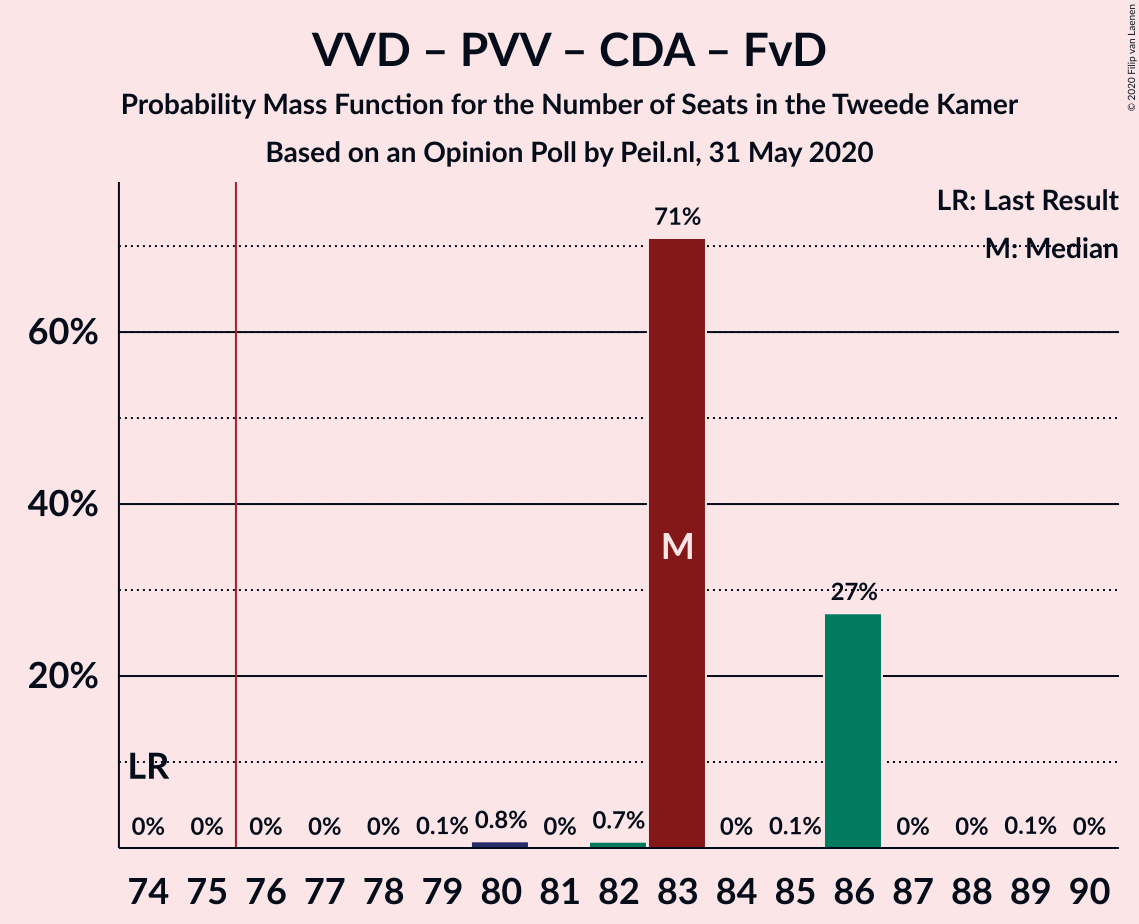 VVD – PVV – CDA – FvD
Probability Mass Function for the Number of Seats in the Tweede Kamer
Based on an Opinion Poll by Peil.nl, 31 May 2020
© 2020 Filip van Laenen
LR: Last Result
M: Median
71%
60%
40%
M
27%
20%
LR
0% 0% 0% 0% 0% 0.1% 0.8% 0% 0.7% 0% 0.1% 0% 0% 0.1% 0%
74 75 76 77 78 79 80 81 82 83 84 85 86 87 88 89 90